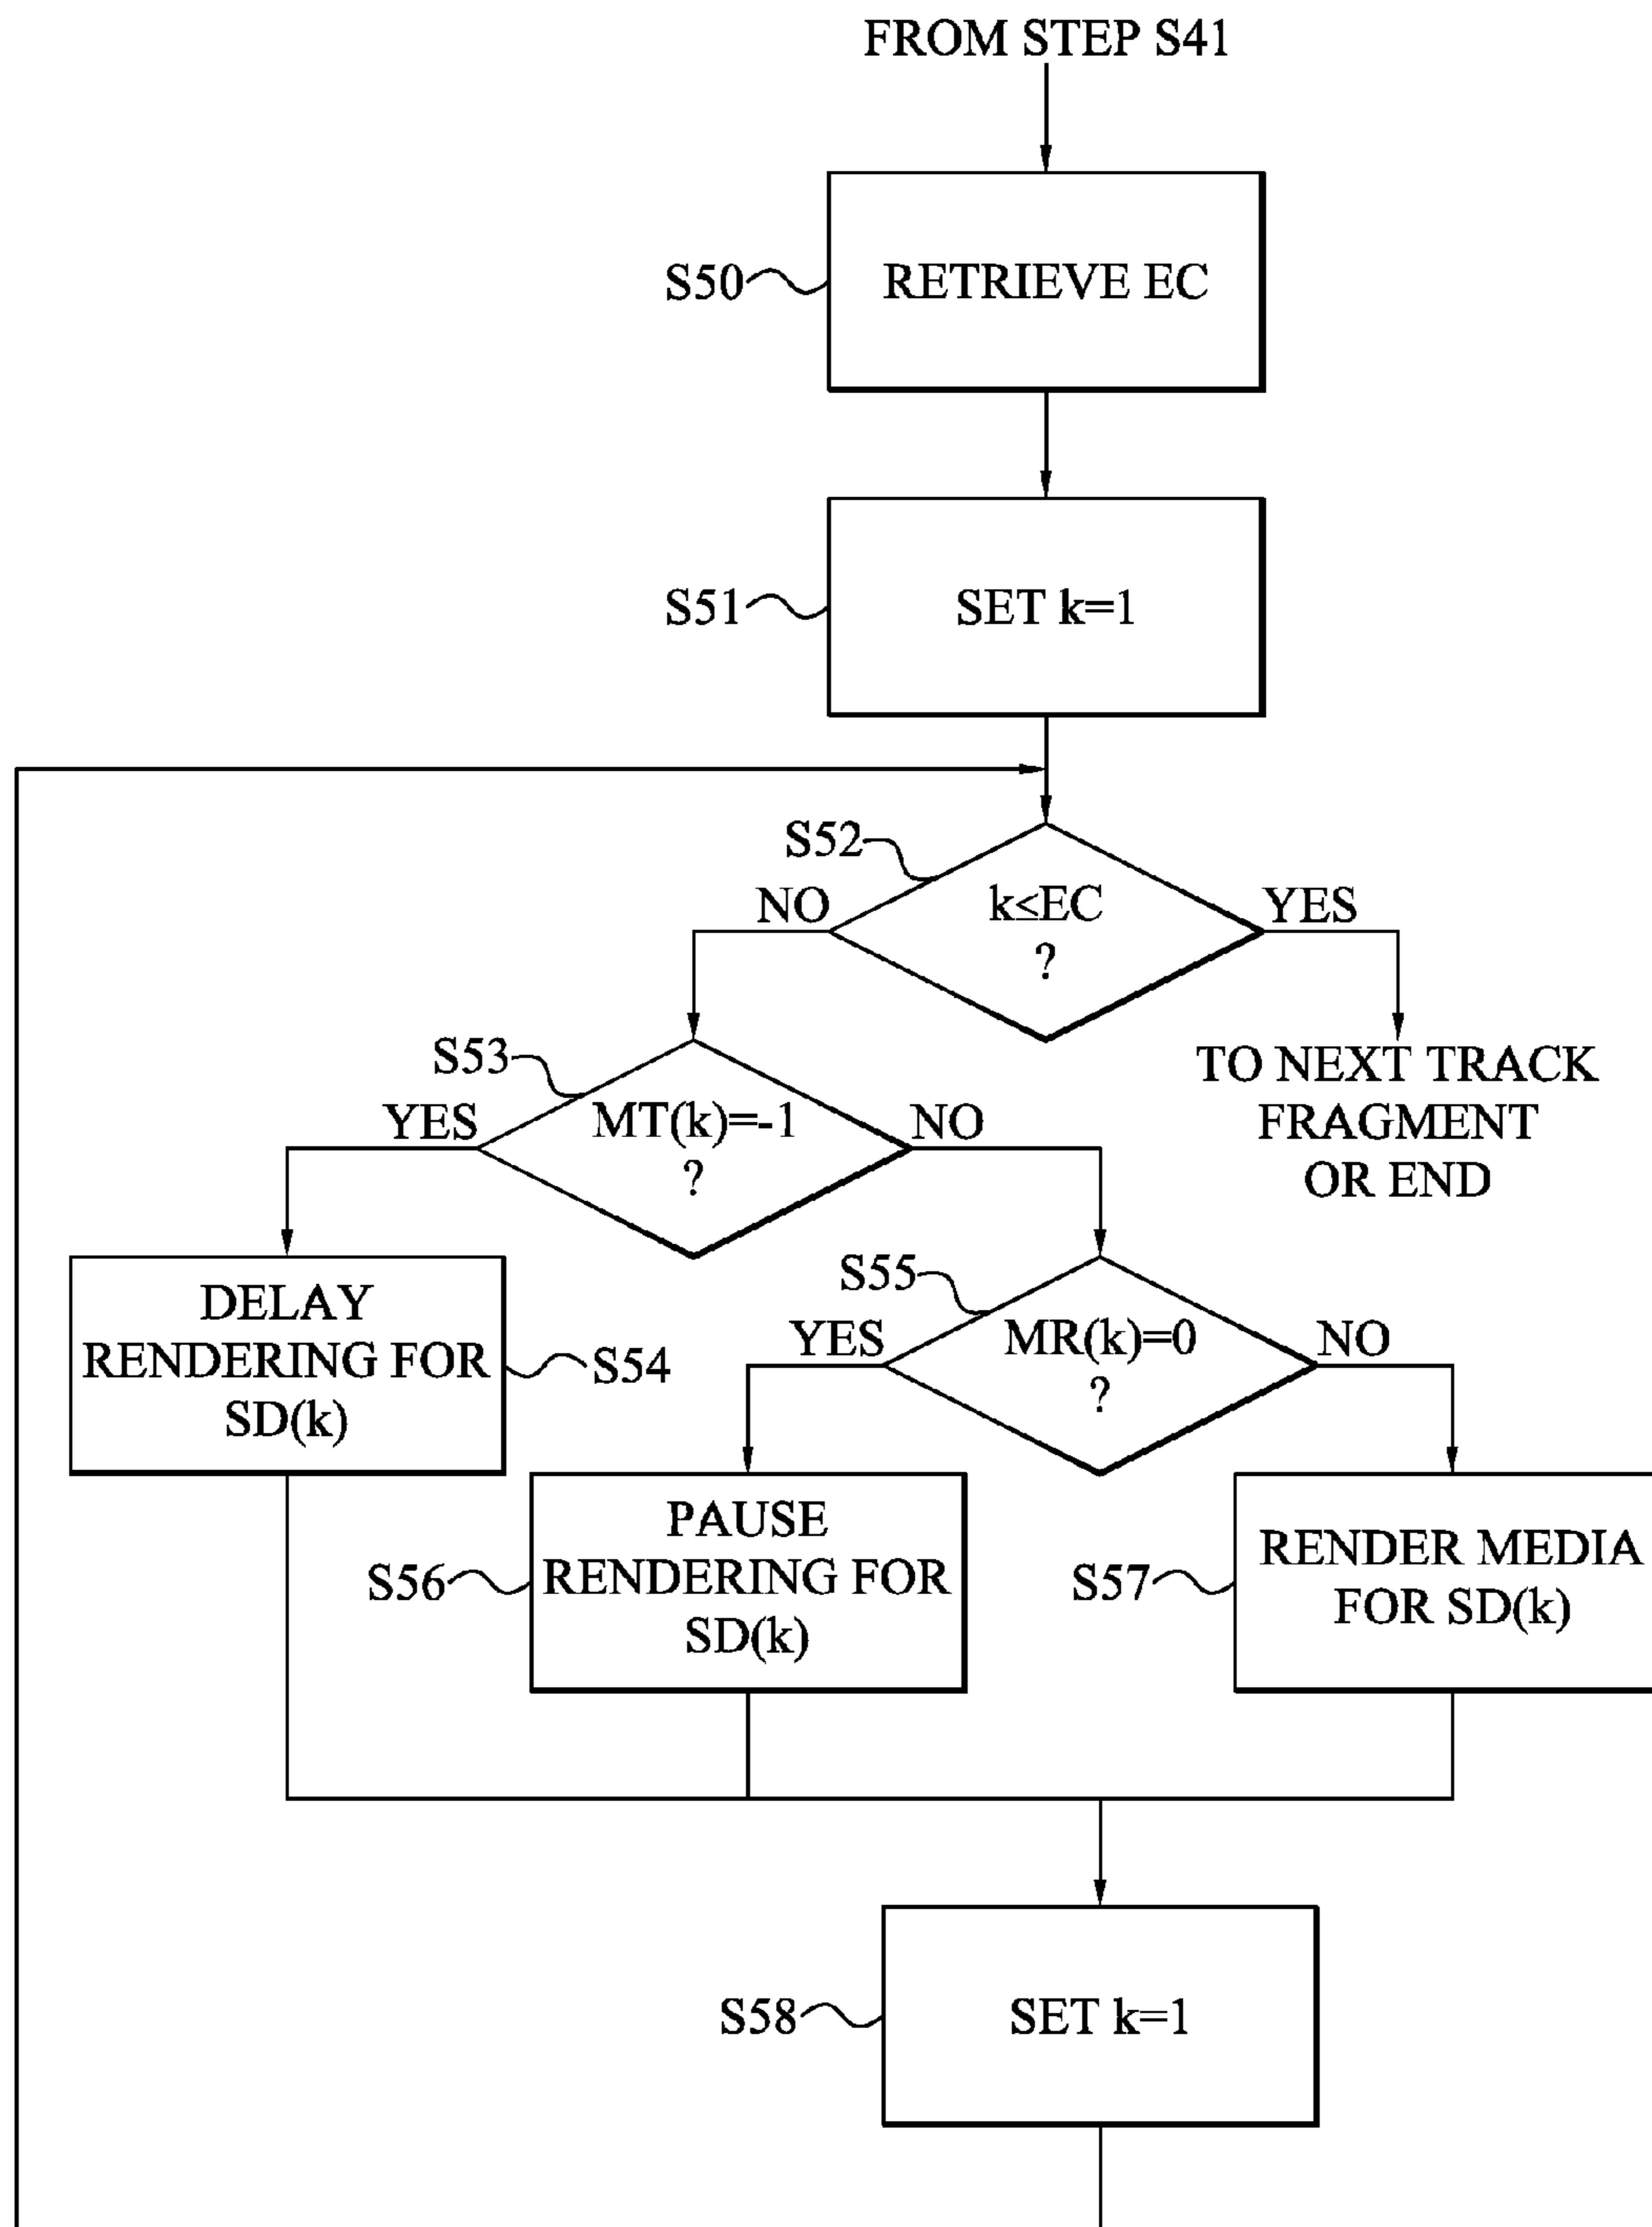 FROM STEP S41
S50
RETRIEVE EC
S51
SET k=1
S52
k≤EC
?
NO
YES
TO NEXT TRACK
FRAGMENT
OR END
S53
MT(k)=-1
?
YES
NO
DELAY
RENDERING FOR
SD(k)
S54
S55
MR(k)=0
?
YES
NO
S56
PAUSE
RENDERING FOR
SD(k)
S57
RENDER MEDIA
FOR SD(k)
S58
SET k=1